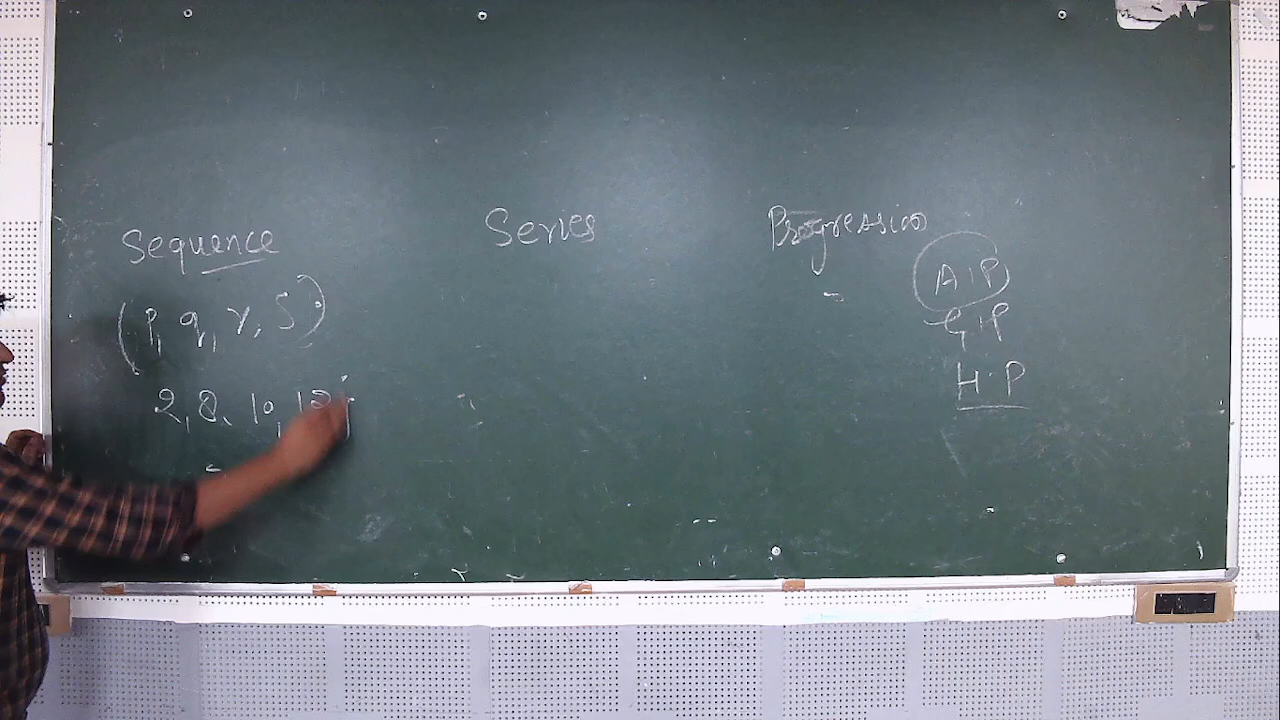 Sequence
(p, q, r, s)
2, 8, 10, 12,
Series
Progression
A.P
G.P
H.P